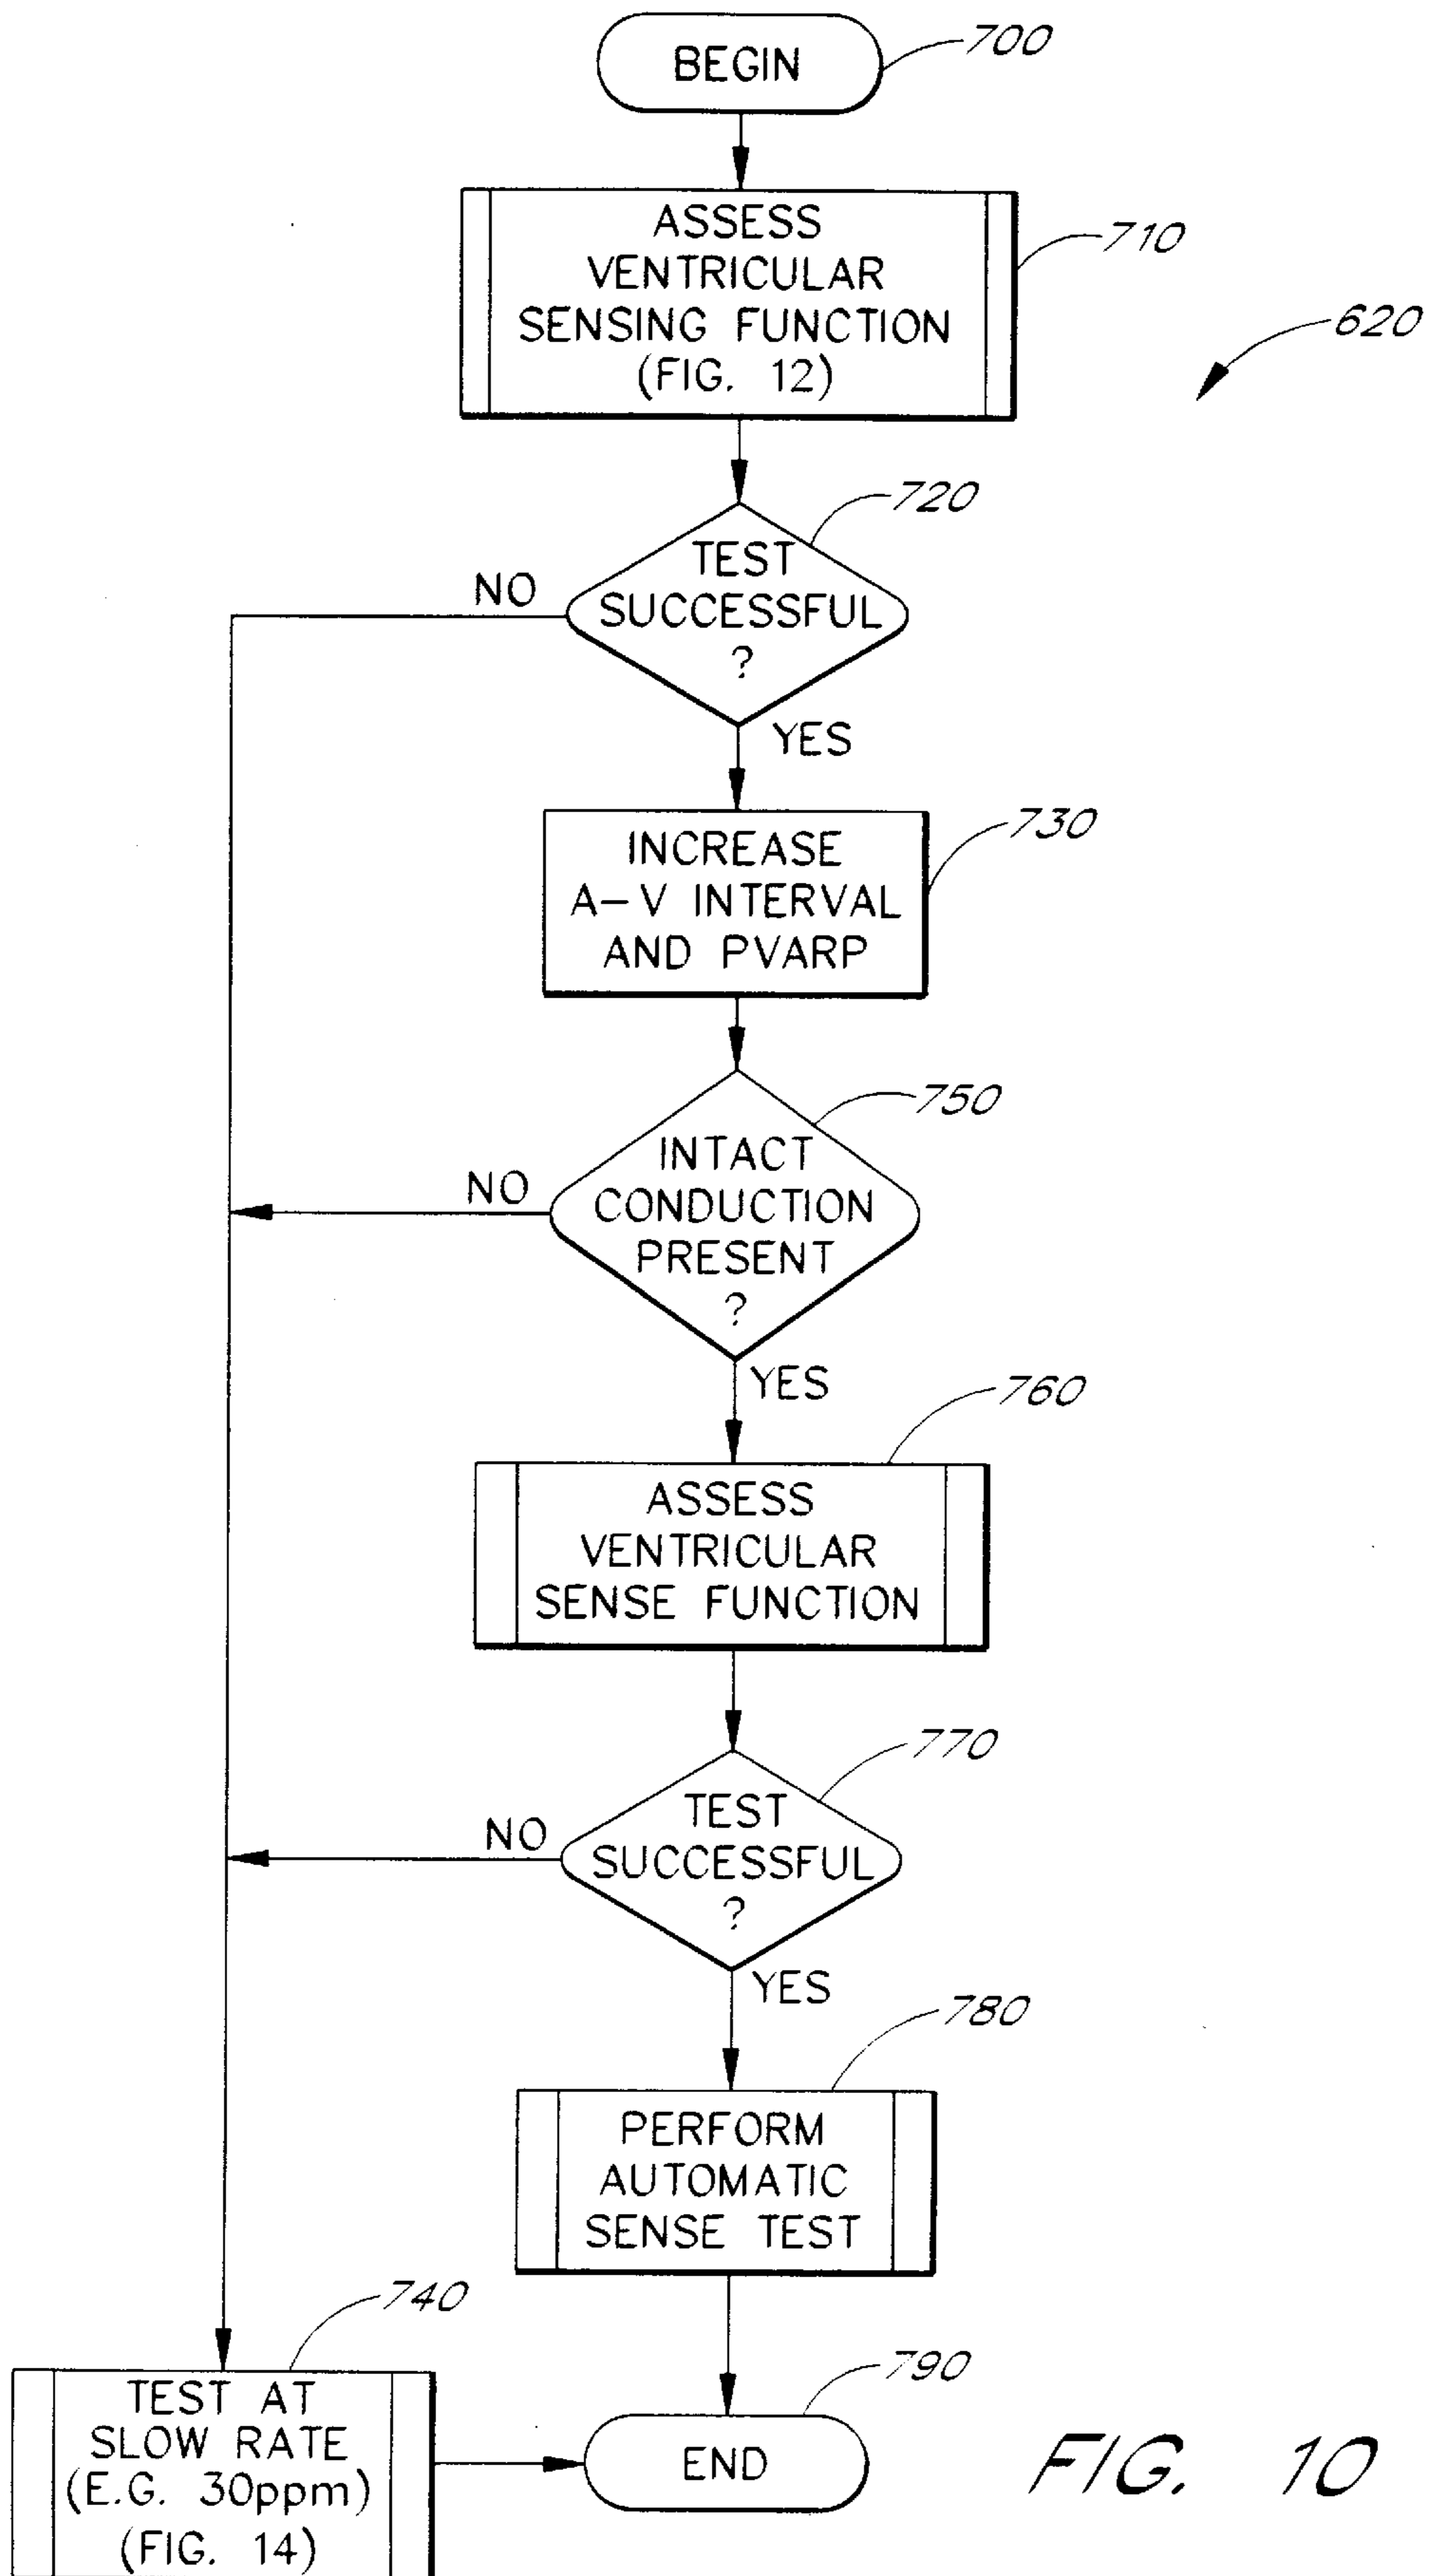 BEGIN
700
ASSESS
VENTRICULAR
SENSING FUNCTION
(FIG. 12)
710
620
720
TEST
SUCCESSFUL
?
NO
YES
730
INCREASE
A-V INTERVAL
AND PVARP
750
INTACT
CONDUCTION
PRESENT
?
NO
YES
760
ASSESS
VENTRICULAR
SENSE FUNCTION
770
TEST
SUCCESSFUL
?
NO
YES
780
PERFORM
AUTOMATIC
SENSE TEST
740
TEST AT
SLOW RATE
(E.G. 30ppm)
(FIG. 14)
790
END
FIG. 10